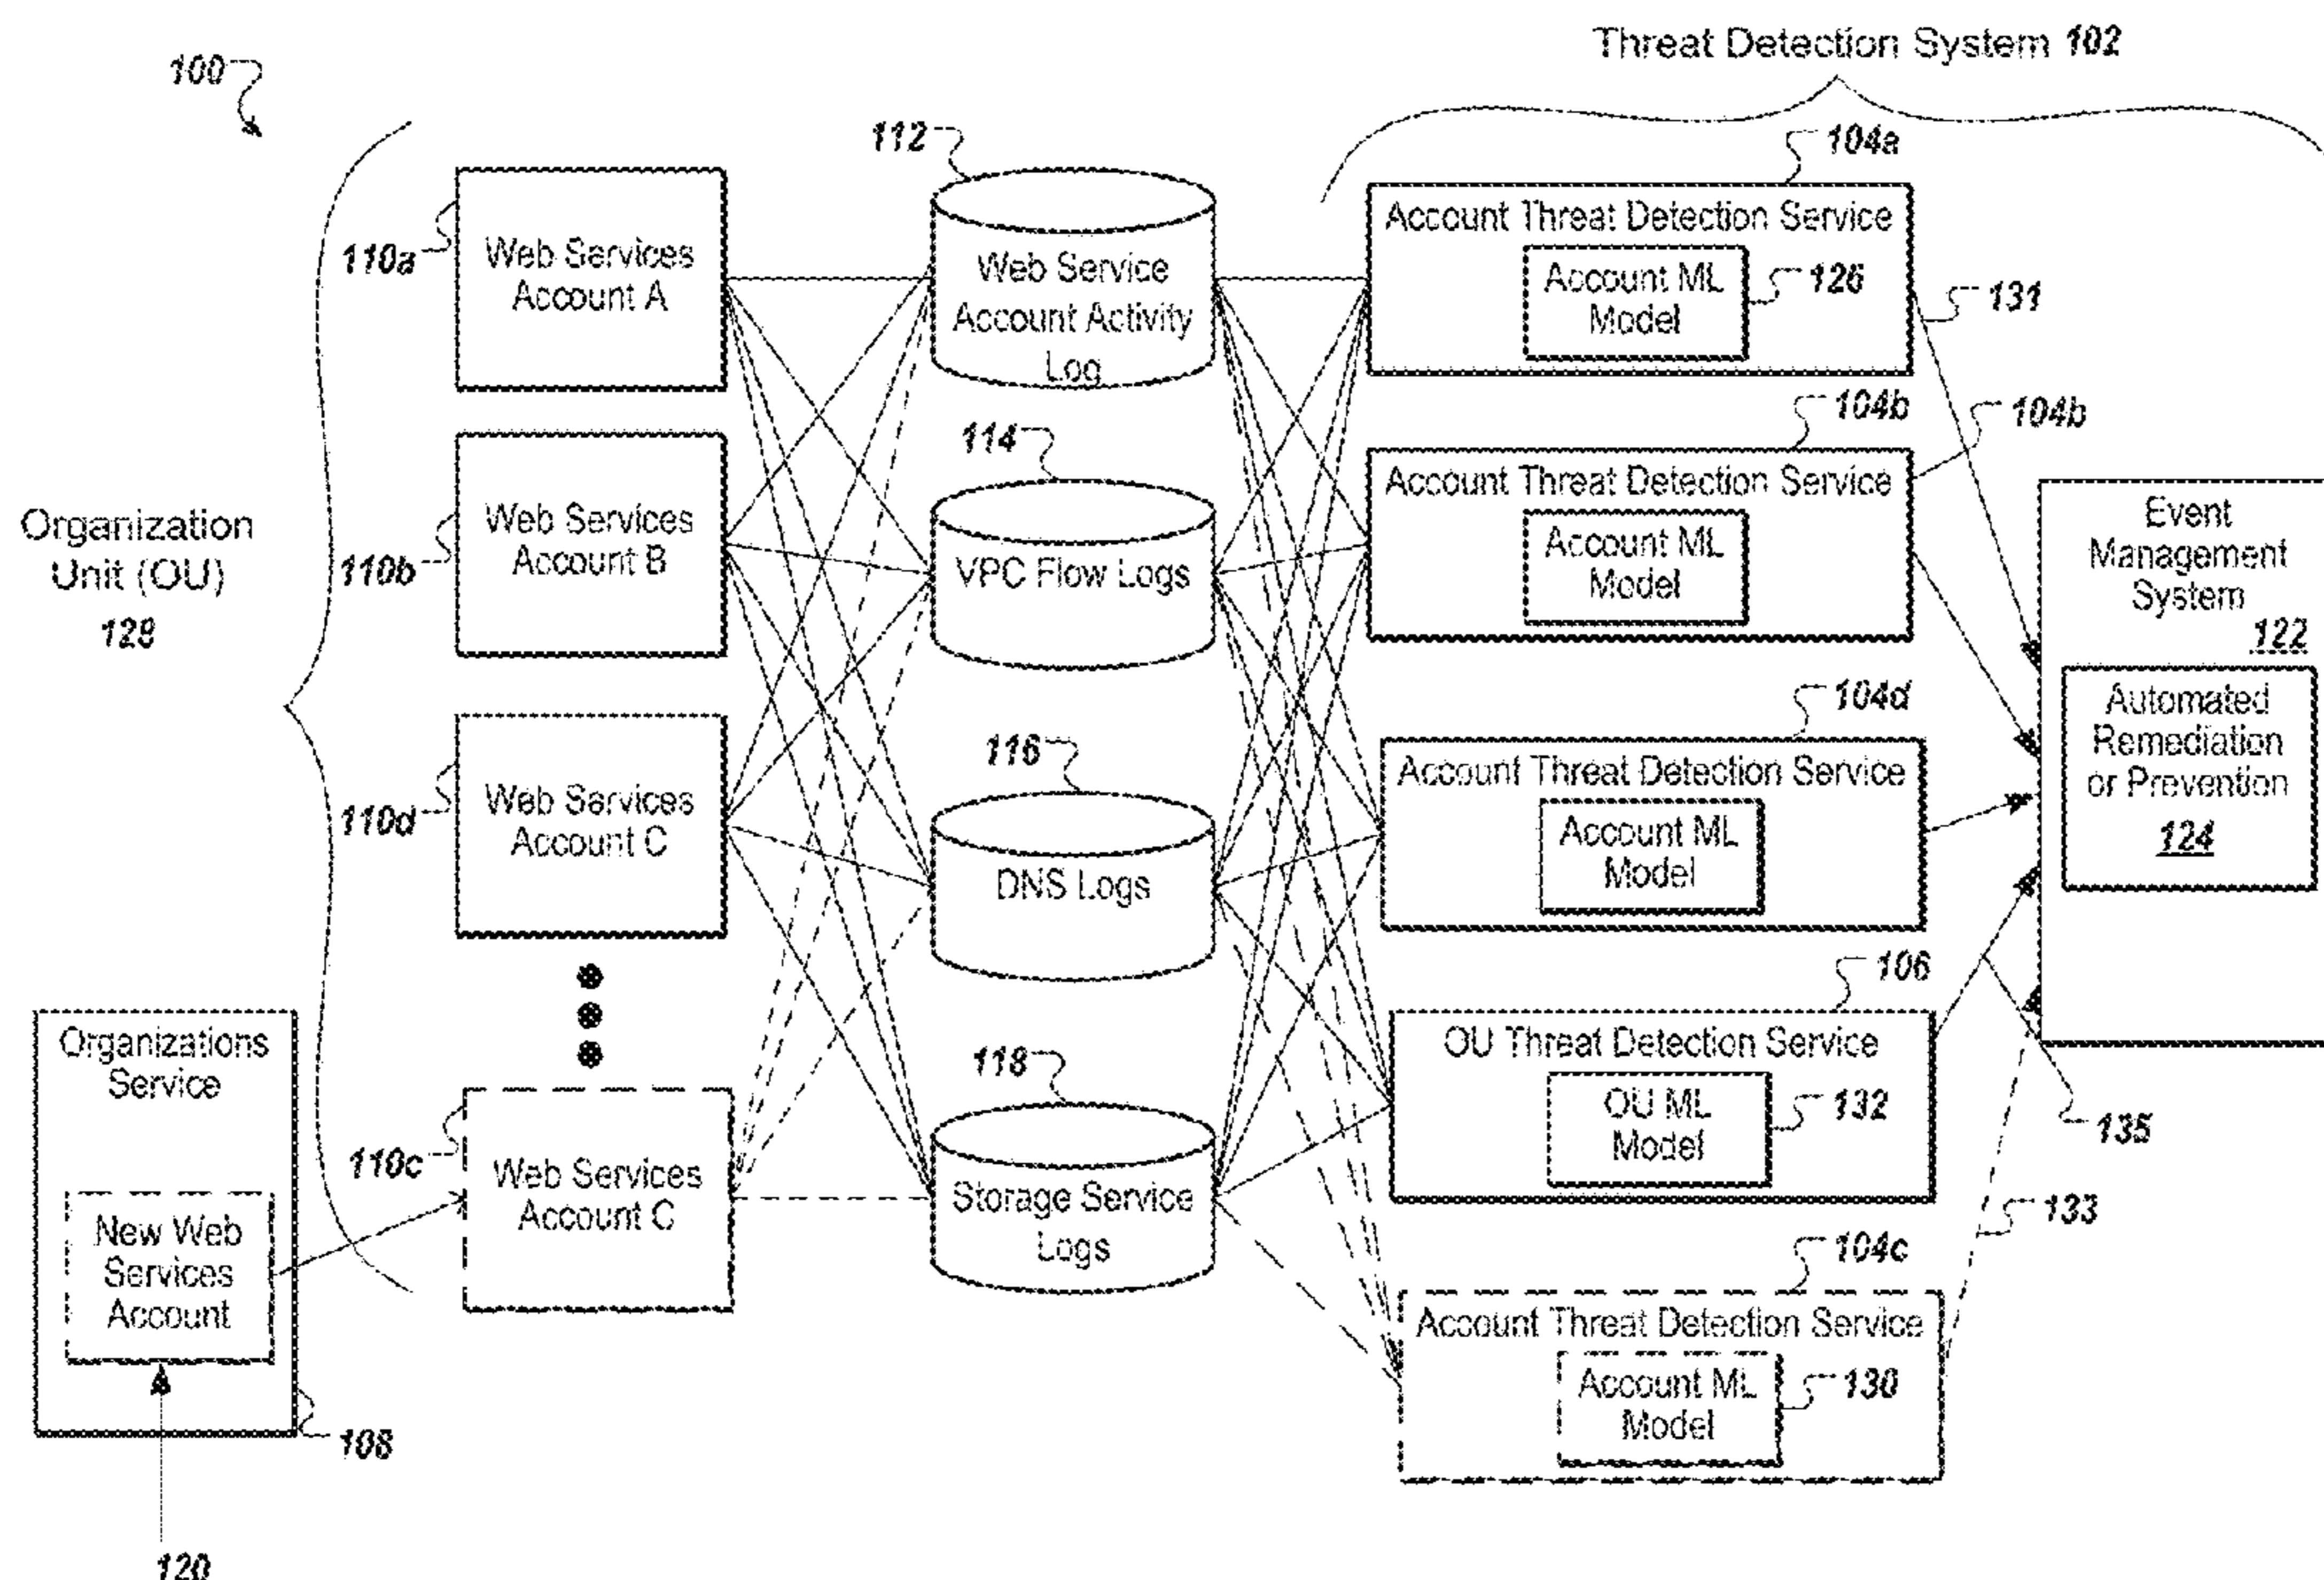 Threat Detection System 102
100
112
104a
Web Services
Account A
110a
Web Service
Account Activity
Log
Account Threat Detection Service
Account ML
Model
126
131
104b
104b
114
Web Services
Account B
110b
VPC Flow Logs
Account Threat Detection Service
Account ML
Model
Organization
Unit (OU)
128
Event
Management
System
122
Automated
Remediation
or Prevention
124
104d
116
Web Services
Account C
110d
DNS Logs
Account Threat Detection Service
Account ML
Model
106
118
OU Threat Detection Service
OU ML
Model
132
135
Organizations
Service
New Web
Services
Account
108
120
110c
Web Services
Account C
Storage Service
Logs
133
104c
Account Threat Detection Service
Account ML
Model
130